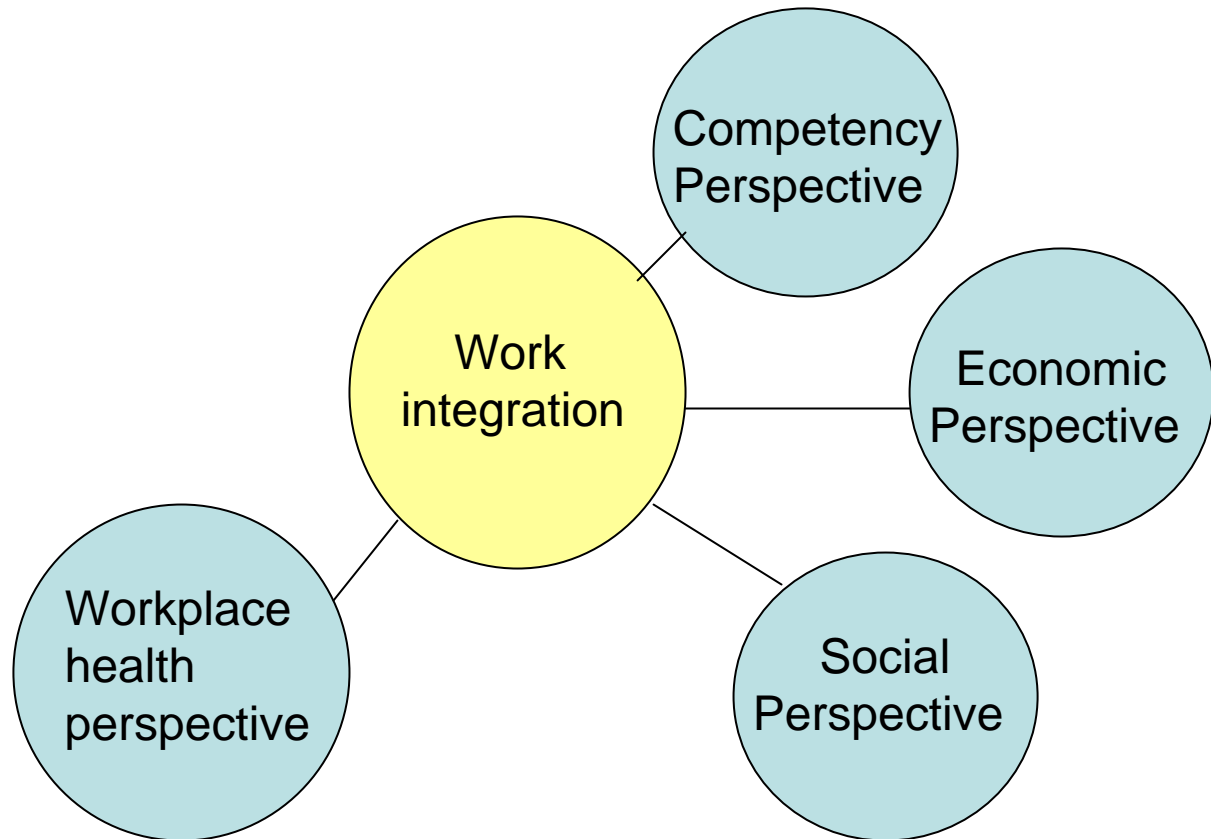 Competency
Perspective
Work
integration
Economic
Perspective
Workplace
health
perspective
Social
Perspective